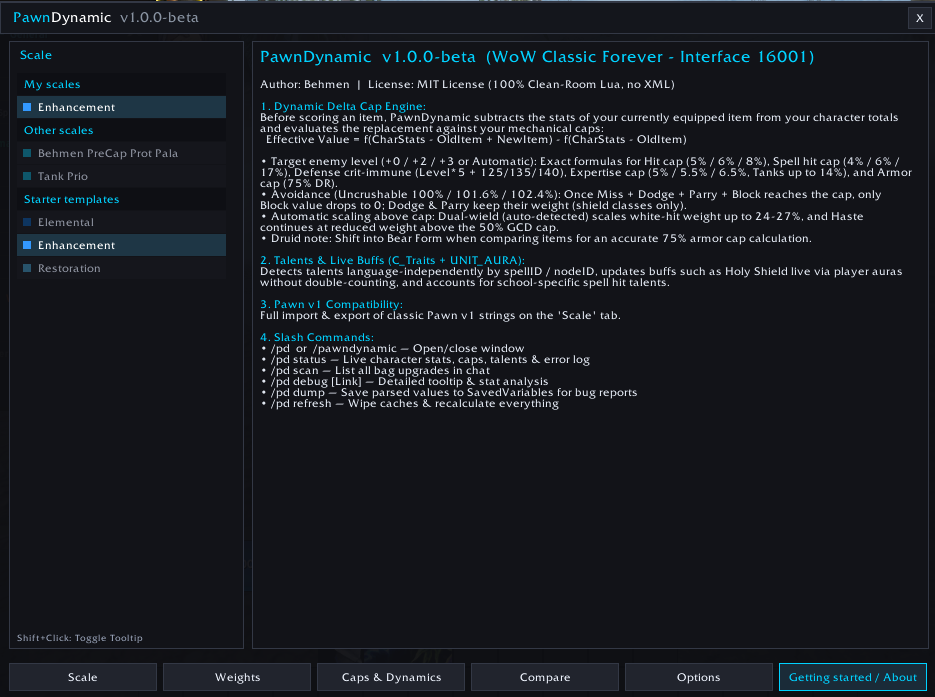 PawnDynamic v1.0.0-beta
X
Scale
My scales
Enhancement
Other scales
Behmen PreCap Prot Pala
Tank Prio
Starter templates
Elemental
Enhancement
Restoration
Shift+Click: Toggle Tooltip
PawnDynamic v1.0.0-beta (WoW Classic Forever - Interface 16001)
Author: Behmen | License: MIT License (100% Clean-Room Lua, no XML)
1. Dynamic Delta Cap Engine:
Before scoring an item, PawnDynamic subtracts the stats of your currently equipped item from your character totals
and evaluates the replacement against your mechanical caps:
Effective Value = f(CharStats - OldItem + NewItem) - f(CharStats - OldItem)
• Target enemy level (+0 / +2 / +3 or Automatic): Exact formulas for Hit cap (5% / 6% / 8%), Spell hit cap (4% / 6% /
17%), Defense crit-immune (Level*5 + 125/135/140), Expertise cap (5% / 5.5% / 6.5%, Tanks up to 14%), and Armor
cap (75% DR).
• Avoidance (Uncrushable 100% / 101.6% / 102.4%): Once Miss + Dodge + Parry + Block reaches the cap, only
Block value drops to 0; Dodge & Parry keep their weight (shield classes only).
• Automatic scaling above cap: Dual-wield (auto-detected) scales white-hit weight up to 24-27%, and Haste
continues at reduced weight above the 50% GCD cap.
• Druid note: Shift into Bear Form when comparing items for an accurate 75% armor cap calculation.
2. Talents & Live Buffs (C_Traits + UNIT_AURA):
Detects talents language-independently by spellID / nodeID, updates buffs such as Holy Shield live via player auras
without double-counting, and accounts for school-specific spell hit talents.
3. Pawn v1 Compatibility:
Full import & export of classic Pawn v1 strings on the 'Scale' tab.
4. Slash Commands:
• /pd or /pawndynamic — Open/close window
• /pd status — Live character stats, caps, talents & error log
• /pd scan — List all bag upgrades in chat
• /pd debug [Link] — Detailed tooltip & stat analysis
• /pd dump — Save parsed values to SavedVariables for bug reports
• /pd refresh — Wipe caches & recalculate everything
Scale
Weights
Caps & Dynamics
Compare
Options
Getting started / About